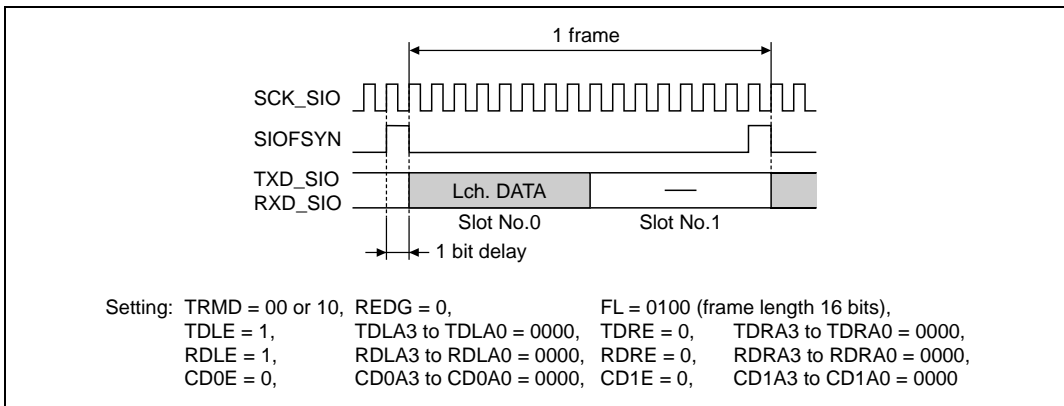 1 frame
SCK_SIO
SIOFSYN
TXD_SIO
RXD_SIO
Lch. DATA
—
Slot No.0 Slot No.1
1 bit delay
Setting: TRMD = 00 or 10, REDG = 0, FL = 0100 (frame length 16 bits),
TDLE = 1, TDLA3 to TDLA0 = 0000, TDRE = 0, TDRA3 to TDRA0 = 0000,
RDLE = 1, RDLA3 to RDLA0 = 0000, RDRE = 0, RDRA3 to RDRA0 = 0000,
CD0E = 0, CD0A3 to CD0A0 = 0000, CD1E = 0, CD1A3 to CD1A0 = 0000